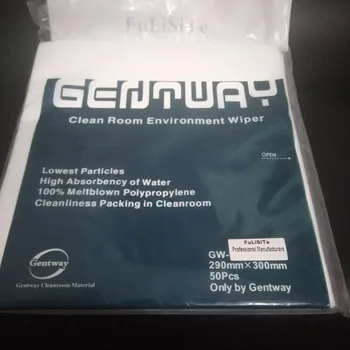 FuLiSiTe
GENTWAY
Clean Room Environment Wiper
OPEN
Lowest Particles
High Absorbency of Water
100% Meltblown Polypropylene
Cleanliness Packing in Cleanroom
Gentway
Gentway Cleanroom Material
GW-
FuLiSiTe
Professional Manufacturers
290mm×300mm
50Pcs
Only by Gentway